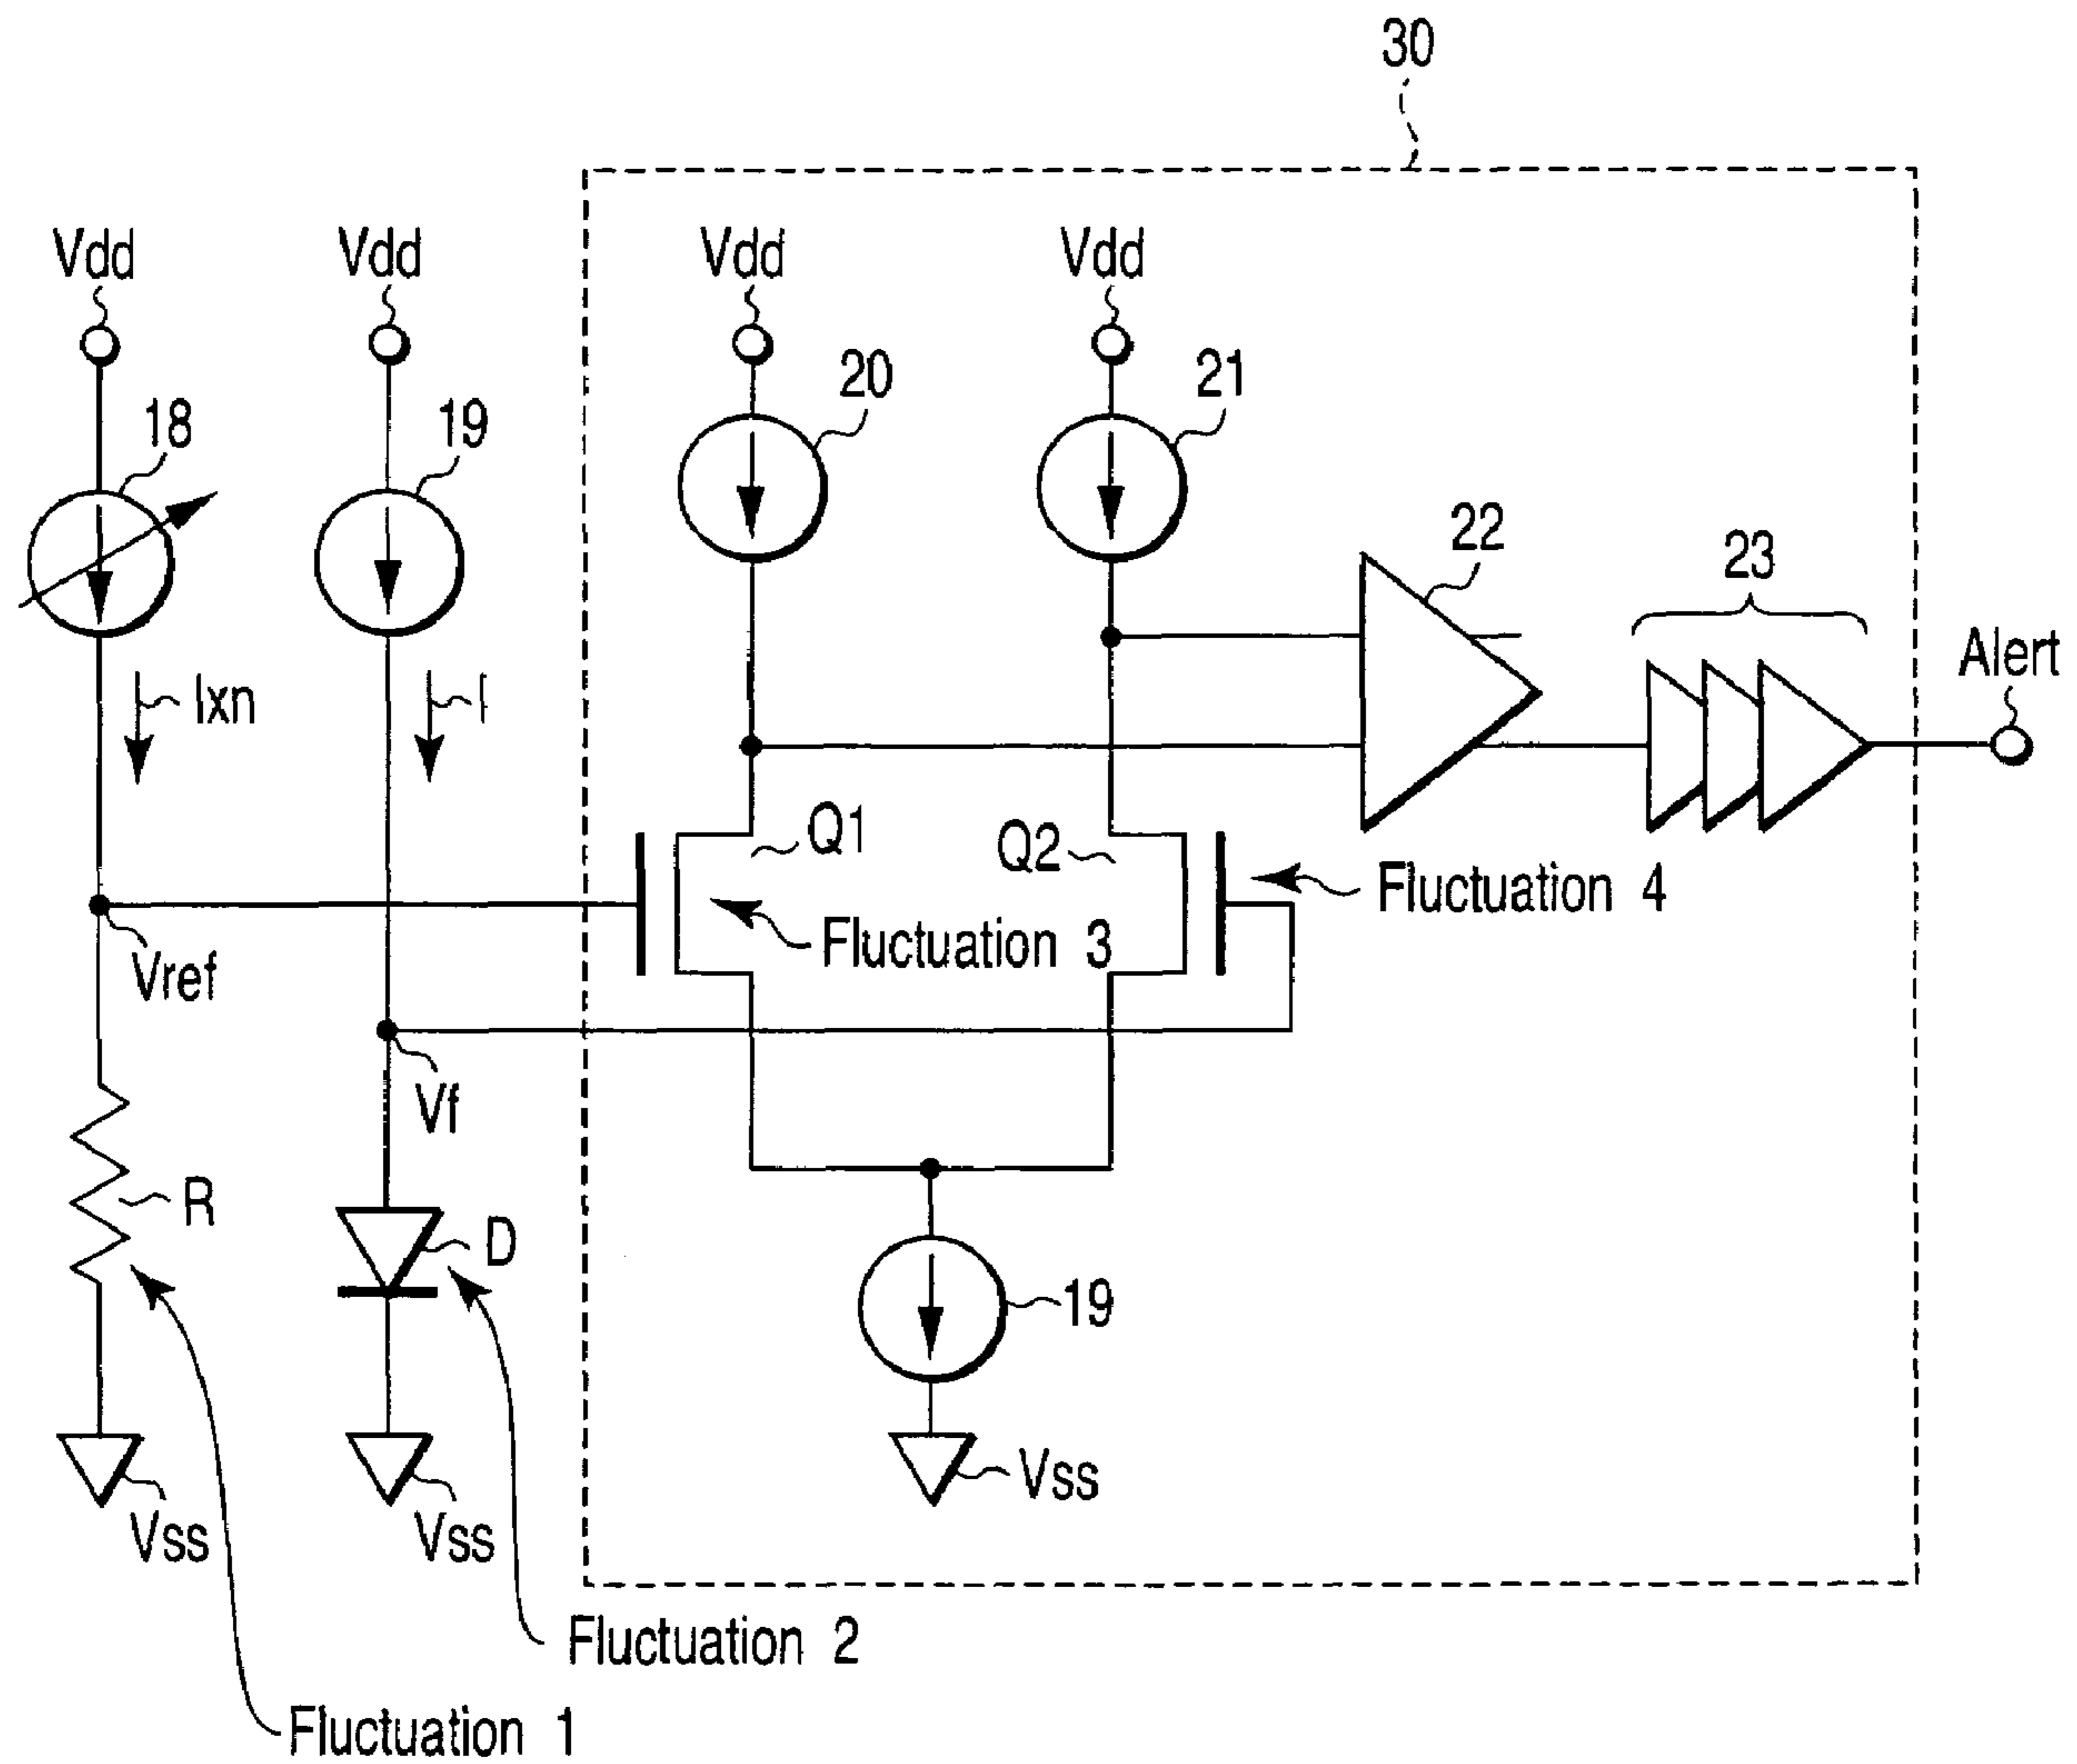 30
Vdd
Vdd
Vdd
Vdd
18
19
20
21
22
23
Alert
Ixn
I
Q1
Q2
Fluctuation 4
Fluctuation 3
Vref
Vf
R
D
19
Vss
Vss
Vss
Fluctuation 2
Fluctuation 1